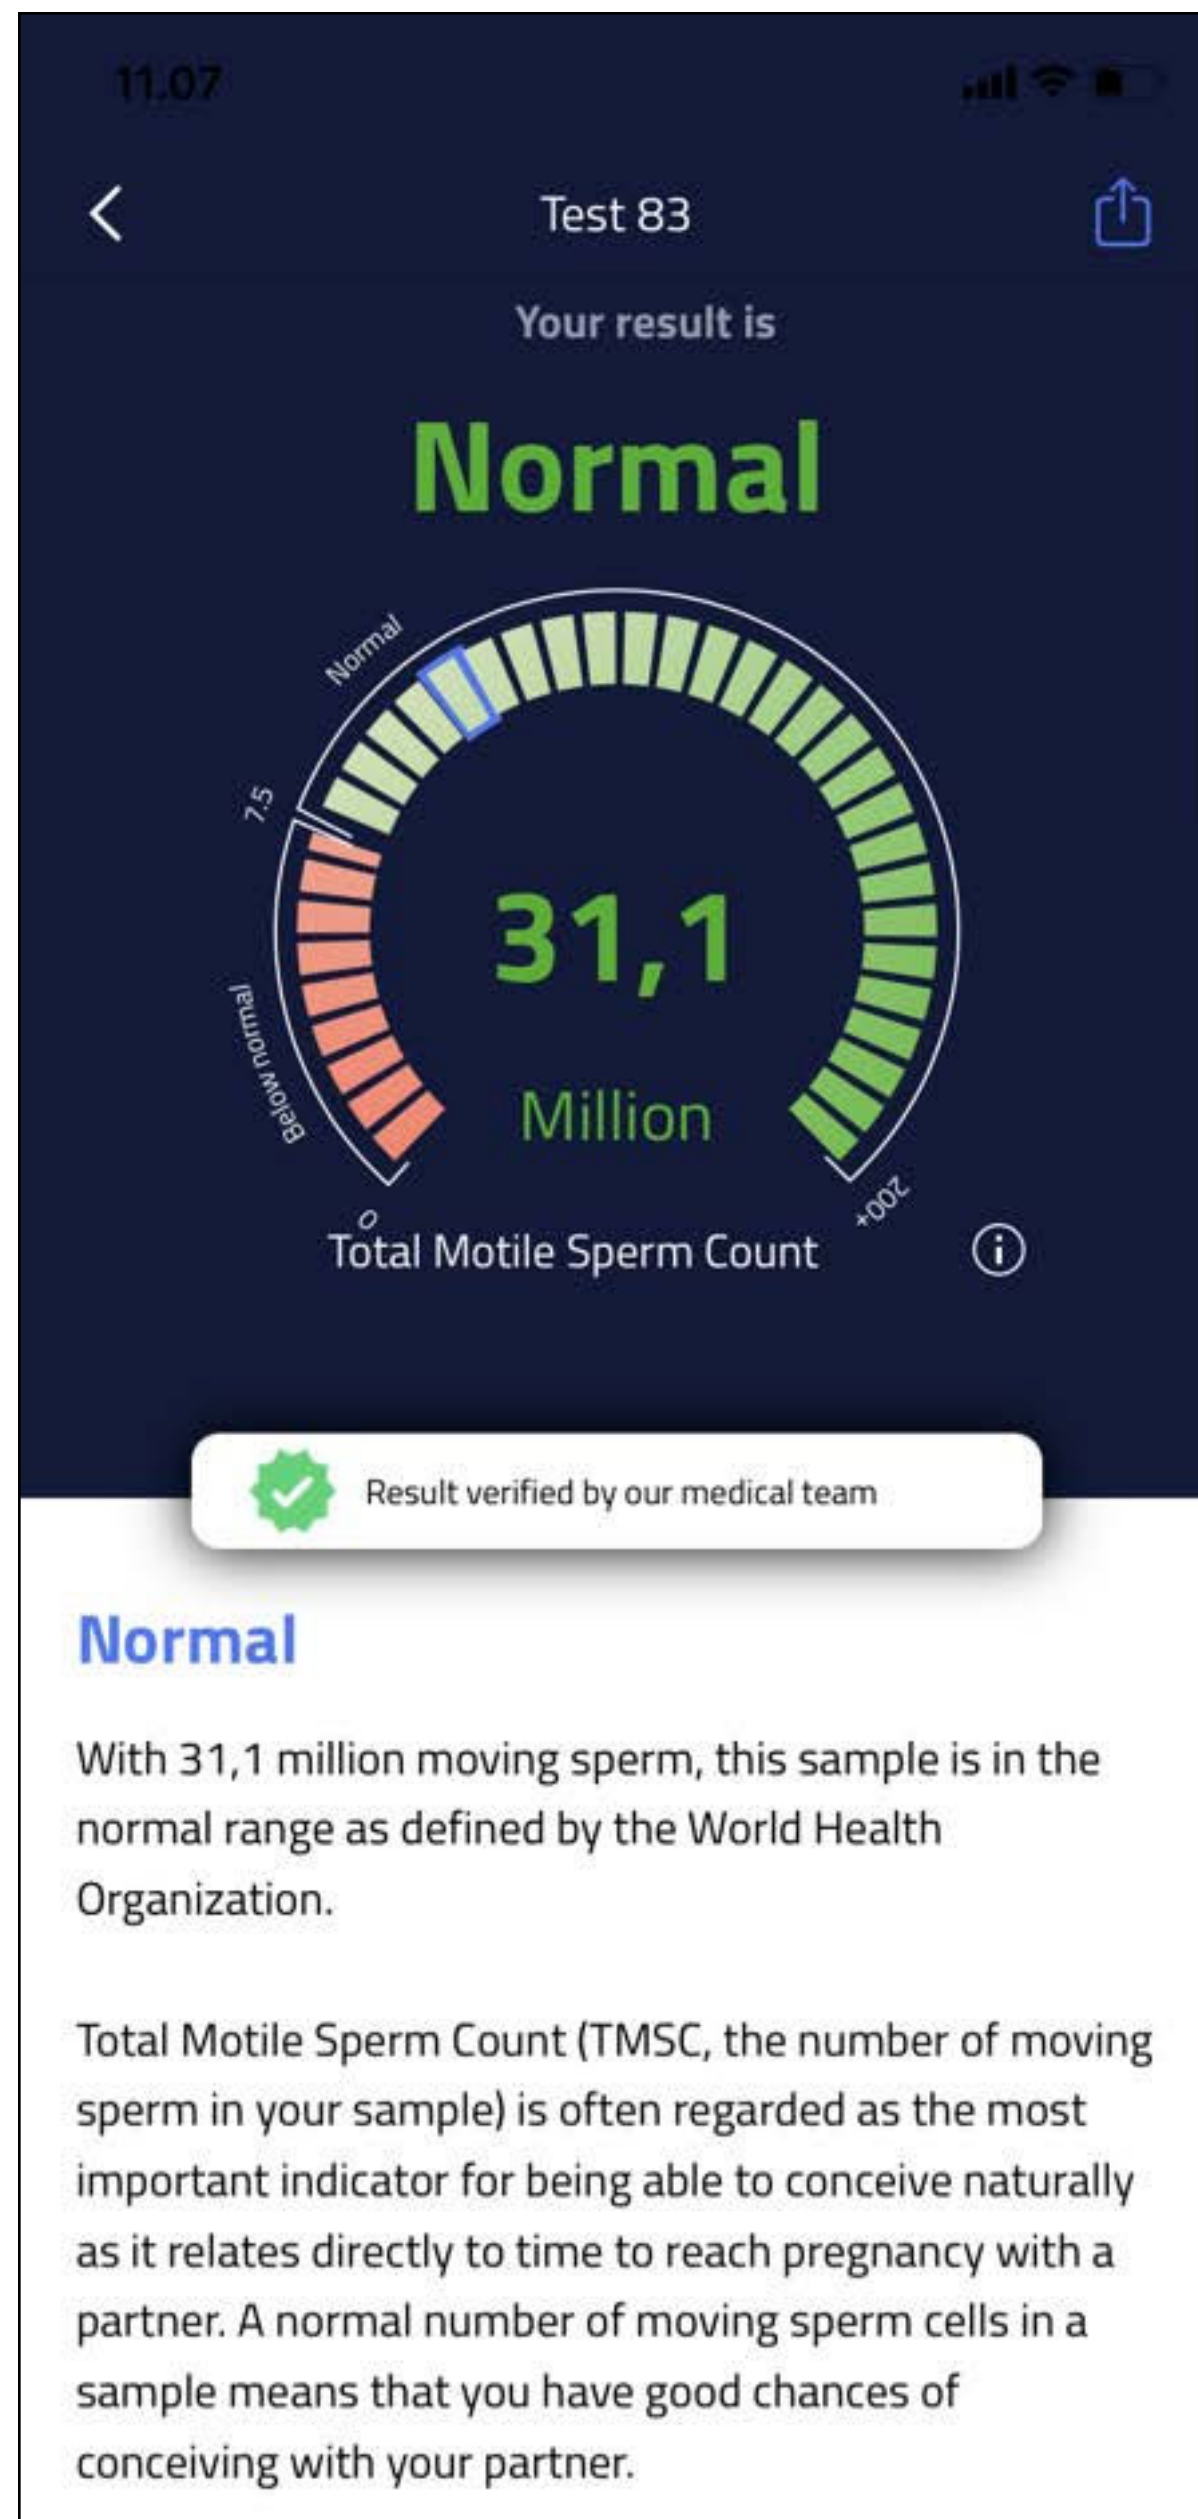 11.07
Test 83
Your result is
Normal
Normal
7.5
Below normal
31,1
Million
0
200+
Total Motile Sperm Count
i
Result verified by our medical team
Normal
With 31,1 million moving sperm, this sample is in the
normal range as defined by the World Health
Organization.
Total Motile Sperm Count (TMSC, the number of moving
sperm in your sample) is often regarded as the most
important indicator for being able to conceive naturally
as it relates directly to time to reach pregnancy with a
partner. A normal number of moving sperm cells in a
sample means that you have good chances of
conceiving with your partner.